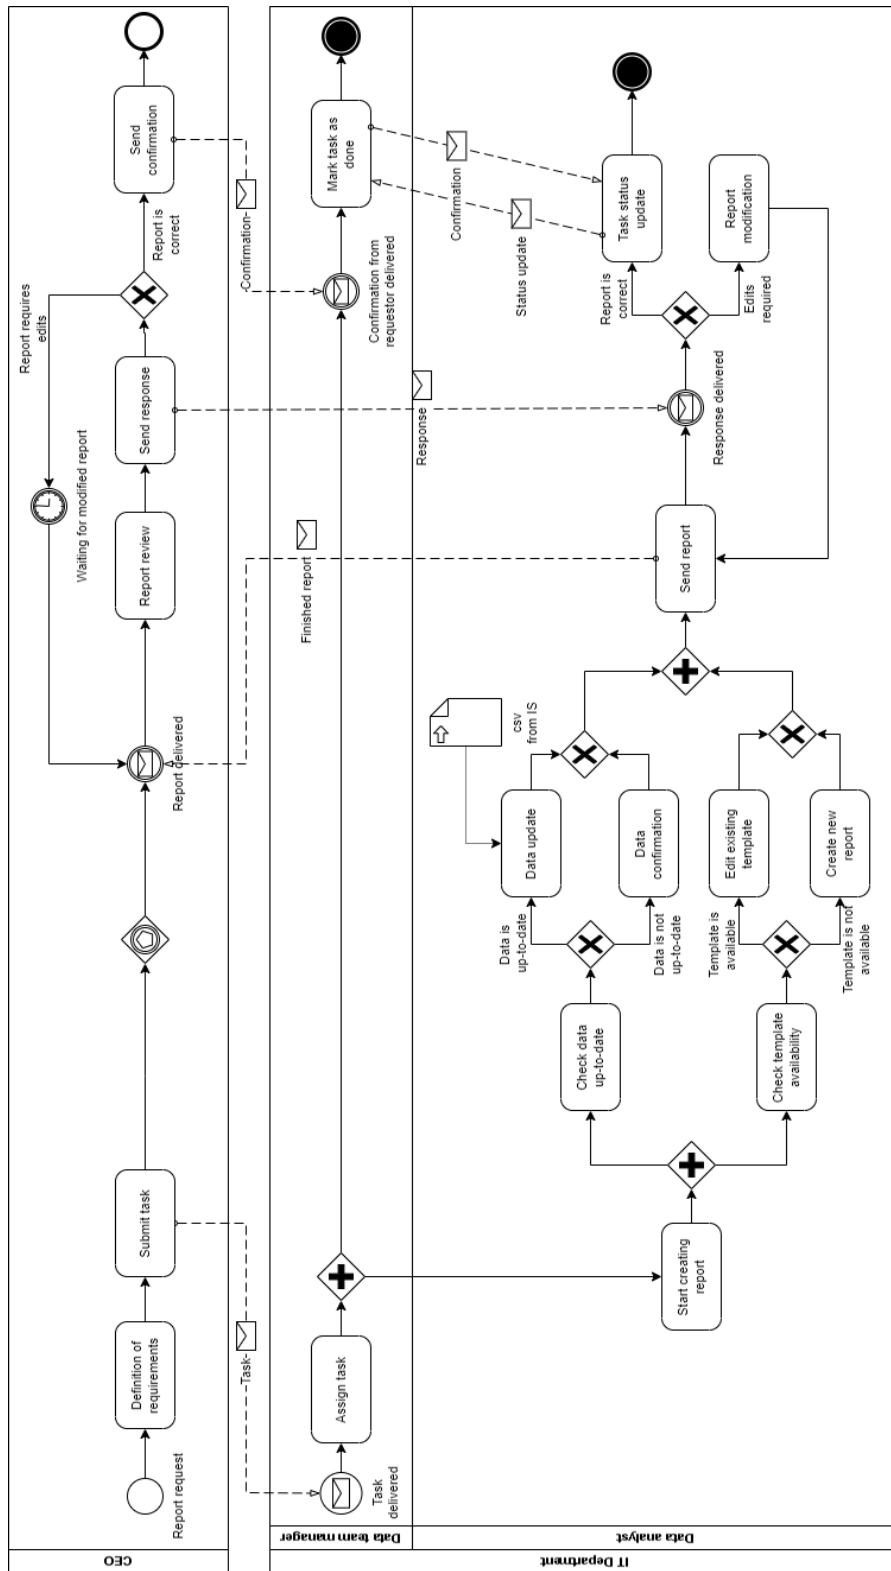 CEO
Report request
Definition of
requirements
Submit task
Report delivered
Report review
Send response
Waiting for modified report
Report requires
edits
Report is
correct
Send
confirmation
Task
Finished report
Response
Confirmation
IT Department
Data team manager
Task
delivered
Assign task
Confirmation from
requestor delivered
Mark task as
done
Status update
Confirmation
Data analyst
Start creating
report
Check data
up-to-date
Check template
availability
Data is
up-to-date
Data is not
up-to-date
Template is
available
Template is not
available
Data update
Data
confirmation
Edit existing
template
Create new
report
csv
from IS
Send report
Response delivered
Report is
correct
Edits
required
Task status
update
Report
modification